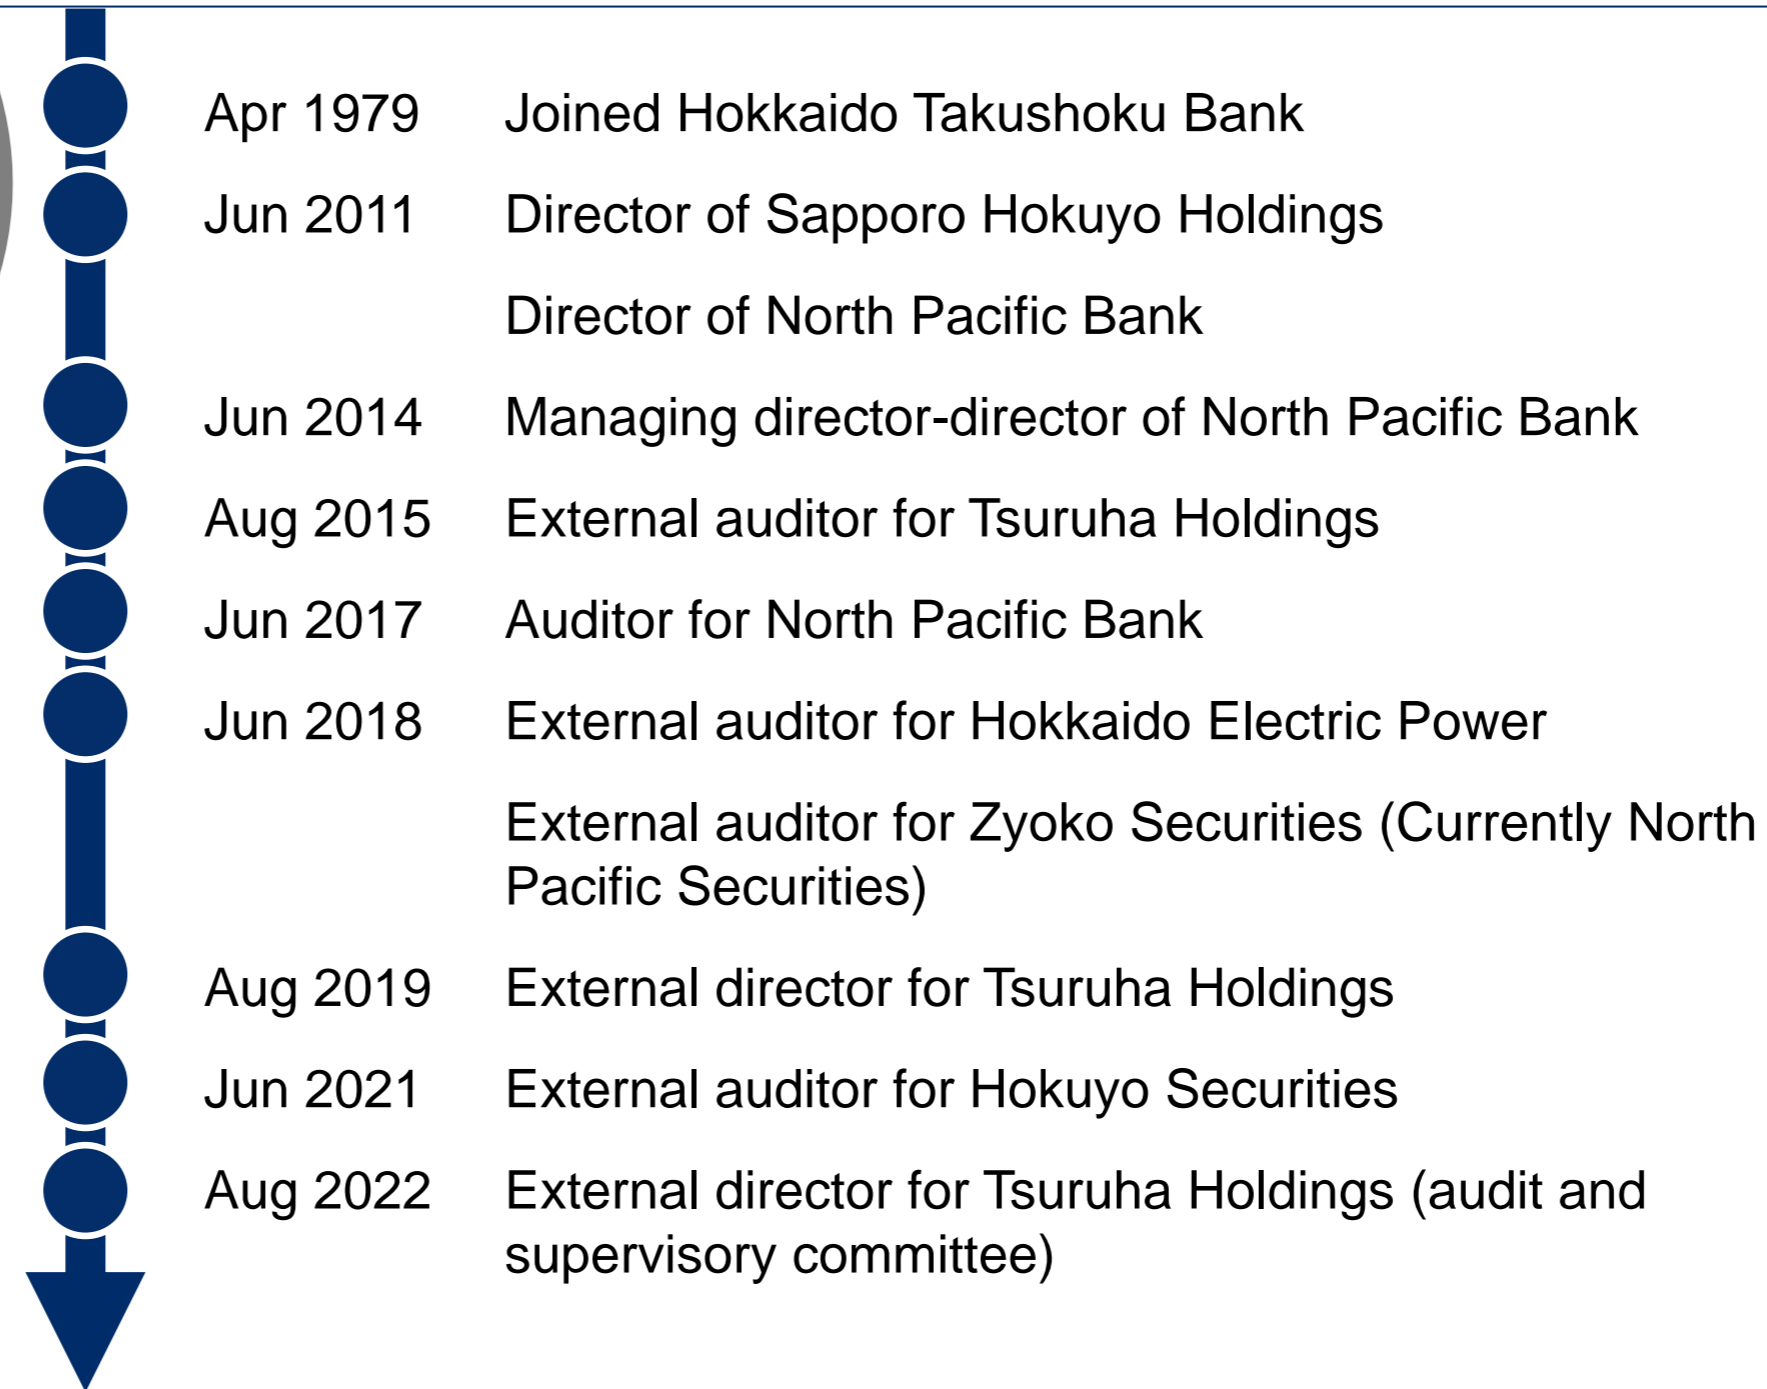 Apr 1979 Joined Hokkaido Takushoku Bank
Jun 2011 Director of Sapporo Hokuyo Holdings
Director of North Pacific Bank
Jun 2014 Managing director-director of North Pacific Bank
Aug 2015 External auditor for Tsuruha Holdings
Jun 2017 Auditor for North Pacific Bank
Jun 2018 External auditor for Hokkaido Electric Power
External auditor for Zyoko Securities (Currently North
Pacific Securities)
Aug 2019 External director for Tsuruha Holdings
Jun 2021 External auditor for Hokuyo Securities
Aug 2022 External director for Tsuruha Holdings (audit and
supervisory committee)